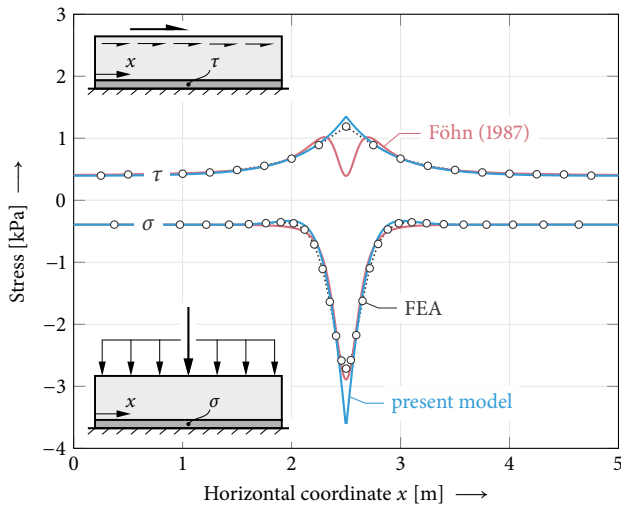 3
2
1
0
−1
−2
−3
−4
Stress [kPa] ⟶
x
τ
Föhn (1987)
τ
σ
FEA
x
σ
present model
0
1
2
3
4
5
Horizontal coordinate x [m] ⟶